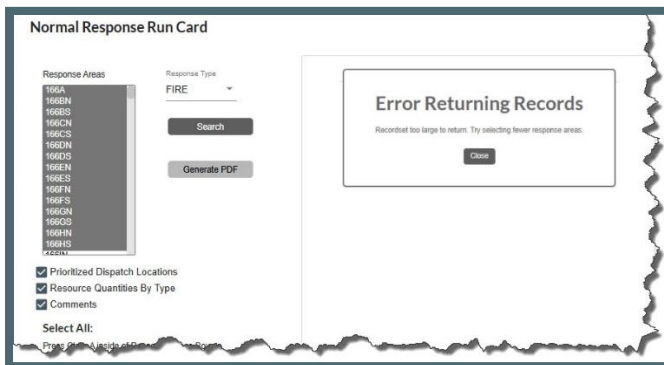 Normal Response Run Card
Response Areas
166A
166BN
166BS
166CN
166CS
166DN
166DS
166EN
166ES
166FN
166FS
166GN
166GS
166HN
166HS
166IN
Response Type
FIRE
Search
Generate PDF
Prioritized Dispatch Locations
Resource Quantities By Type
Comments
Select All:
Press
Error Returning Records
Recordset too large to return. Try selecting fewer response areas.
Close